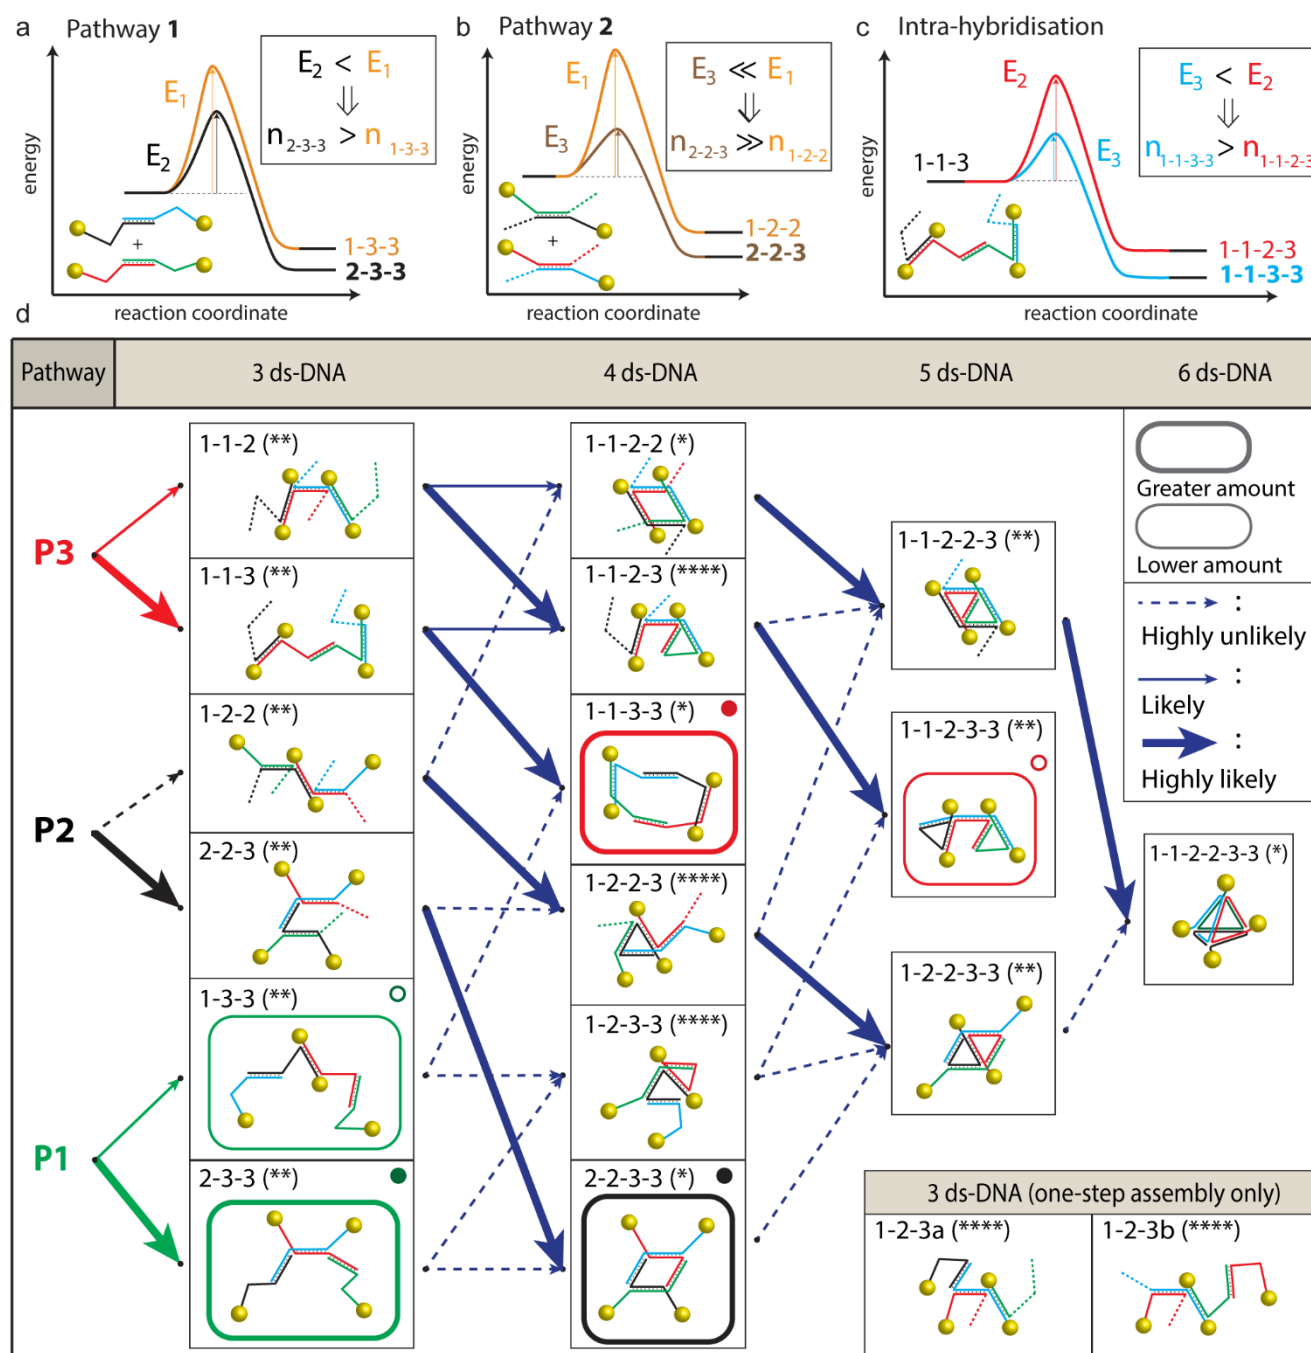 a Pathway 1
energy
E1
E2
E2 < E1
⇓
n2-3-3 > n1-3-3
+
1-3-3
2-3-3
reaction coordinate
b Pathway 2
energy
E1
E3
E3 ≪ E1
⇓
n2-2-3 ≫ n1-2-2
+
1-2-2
2-2-3
reaction coordinate
c Intra-hybridisation
energy
1-1-3
E2
E3
E3 < E2
⇓
n1-1-3-3 > n1-1-2-3
1-1-2-3
1-1-3-3
reaction coordinate
d
Pathway 3 ds-DNA 4 ds-DNA 5 ds-DNA 6 ds-DNA
P3
P2
P1
1-1-2 (**)
1-1-3 (**)
1-2-2 (**)
2-2-3 (**)
1-3-3 (**)
2-3-3 (**)
1-1-2-2 (*)
1-1-2-3 (****)
1-1-3-3 (*)
1-2-2-3 (****)
1-2-3-3 (****)
2-2-3-3 (*)
1-1-2-2-3 (**)
1-1-2-3-3 (**)
1-2-2-3-3 (**)
Greater amount
Lower amount
:
Highly unlikely
:
Likely
:
Highly likely
1-1-2-2-3-3 (*)
3 ds-DNA (one-step assembly only)
1-2-3a (****)
1-2-3b (****)